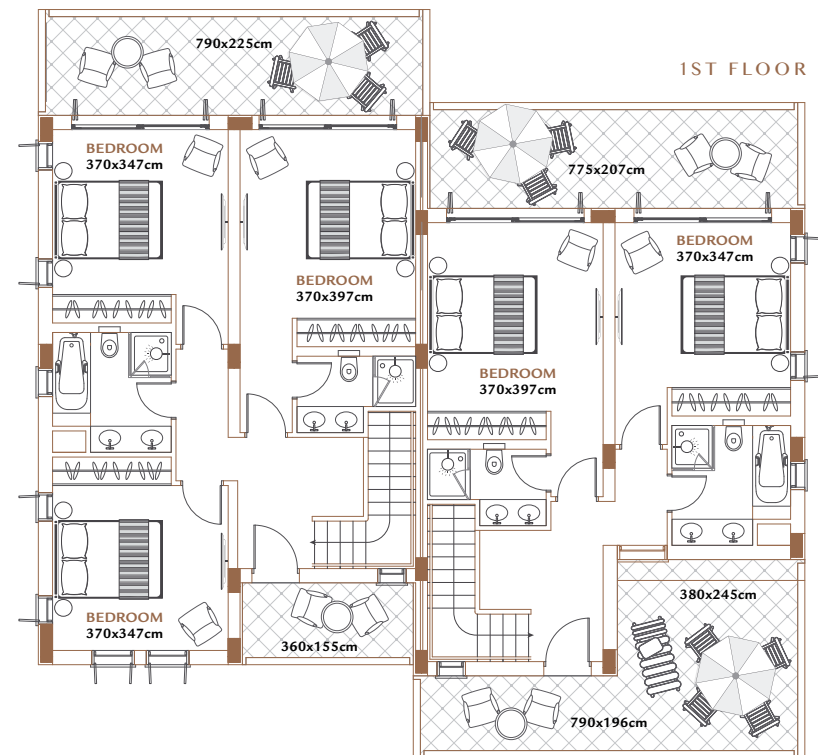 790x225cm
1ST FLOOR
BEDROOM
370x347cm
775x207cm
BEDROOM
370x347cm
BEDROOM
370x397cm
BEDROOM
370x397cm
380x245cm
BEDROOM
370x347cm
360x155cm
790x196cm